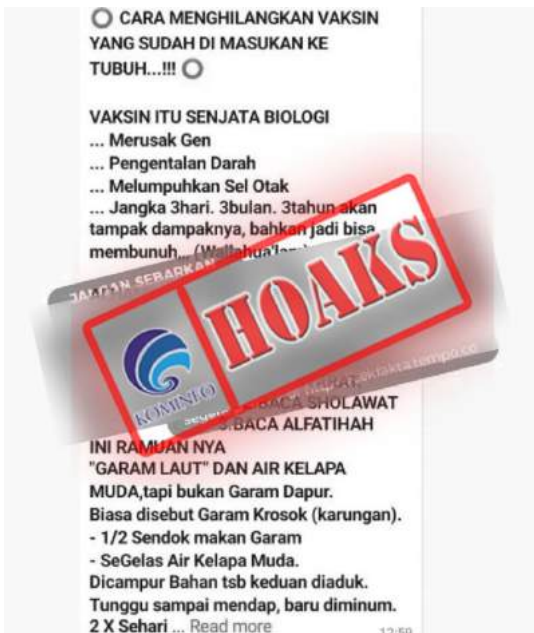 CARA MENGHILANGKAN VAKSIN
YANG SUDAH DI MASUKAN KE
TUBUH...!!!
VAKSIN ITU SENJATA BIOLOGI
... Merusak Gen
... Pengentalan Darah
... Melumpuhkan Sel Otak
... Jangka 3hari. 3bulan. 3tahun akan
tampak dampaknya, bahkan jadi bisa
membunuh,,,
JANGAN SEBARKAN
HOAKS
KOMINFO
BACA SHOLAWAT
BACA ALFATIHAH
INI RAMUAN NYA
"GARAM LAUT" DAN AIR KELAPA
MUDA,tapi bukan Garam Dapur.
Biasa disebut Garam Krosok (karungan).
- 1/2 Sendok makan Garam
- SeGelas Air Kelapa Muda.
Dicampur Bahan tsb keduan diaduk.
Tunggu sampai mendap, baru diminum.
2 X Sehari ... Read more